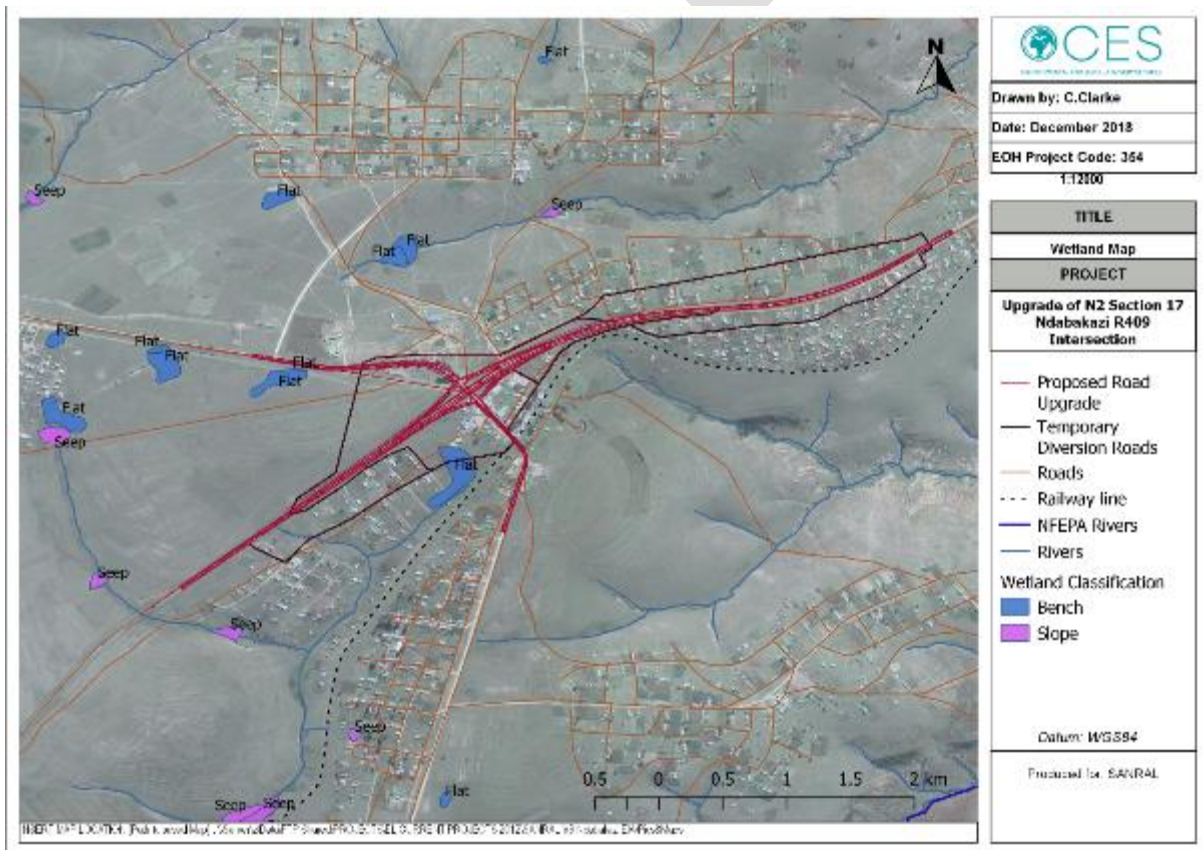 Flat
N
Seep
Flat
Seep
Flat
Flat
Flat
Flat
Flat
Flat
Flat
Flat
Seep
Flat
Seep
Seep
Seep
Seep
Seep
Flat
0.5 0 0.5 1 1.5 2 km
CES
Drawn by: C.Clarke
Date: December 2018
EOH Project Code: 364
1:12000
TITLE
Wetland Map
PROJECT
Upgrade of N2 Section 17
Ndabakazi R409
Intersection
Proposed Road
Upgrade
Temporary
Diversion Roads
Roads
Railway line
NFEPA Rivers
Rivers
Wetland Classification
Bench
Slope
Datum: WGS84
Produced for: SANRAL